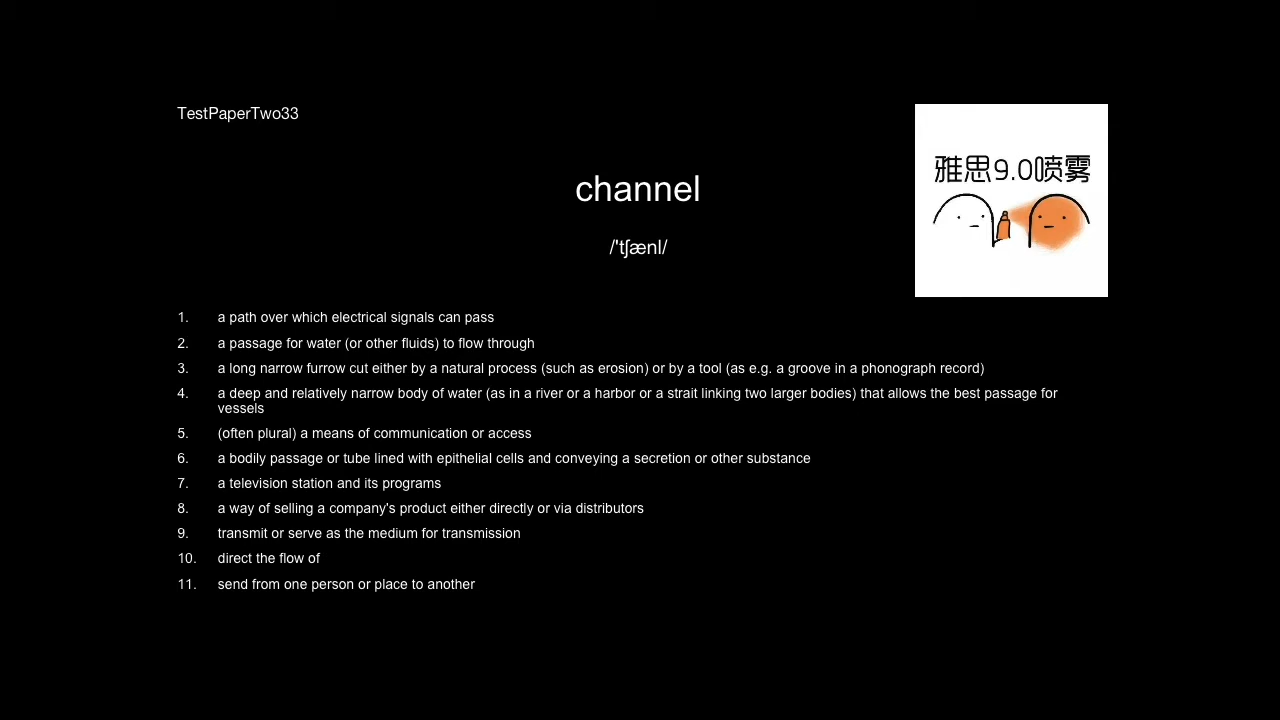 TestPaperTwo33
雅思9.0喷雾
channel
/'tʃænl/
1. a path over which electrical signals can pass
2. a passage for water (or other fluids) to flow through
3. a long narrow furrow cut either by a natural process (such as erosion) or by a tool (as e.g. a groove in a phonograph record)
4. a deep and relatively narrow body of water (as in a river or a harbor or a strait linking two larger bodies) that allows the best passage for
vessels
5. (often plural) a means of communication or access
6. a bodily passage or tube lined with epithelial cells and conveying a secretion or other substance
7. a television station and its programs
8. a way of selling a company's product either directly or via distributors
9. transmit or serve as the medium for transmission
10. direct the flow of
11. send from one person or place to another